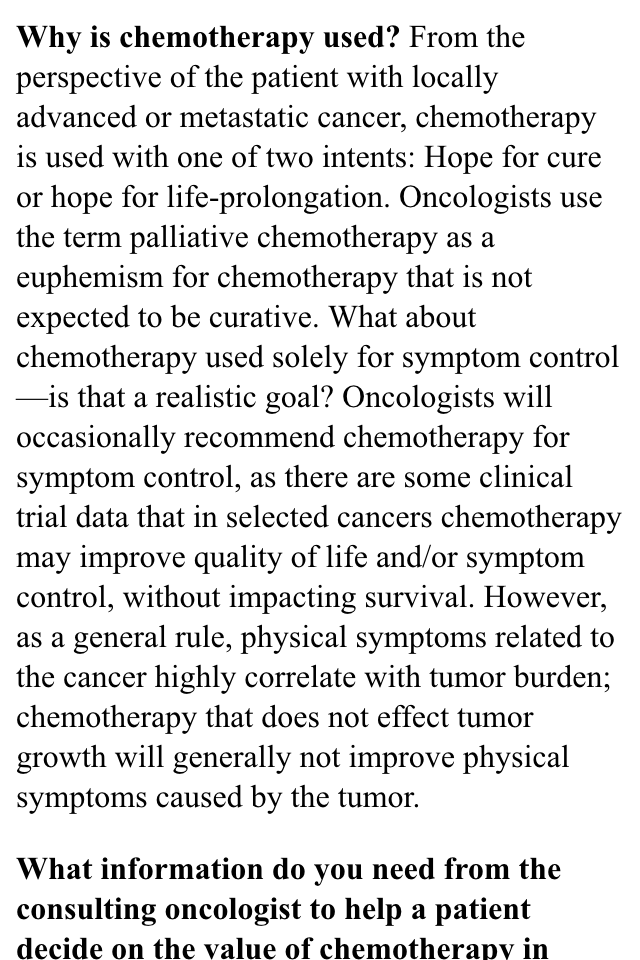 Why is chemotherapy used? From the
perspective of the patient with locally
advanced or metastatic cancer, chemotherapy
is used with one of two intents: Hope for cure
or hope for life-prolongation. Oncologists use
the term palliative chemotherapy as a
euphemism for chemotherapy that is not
expected to be curative. What about
chemotherapy used solely for symptom control
—is that a realistic goal? Oncologists will
occasionally recommend chemotherapy for
symptom control, as there are some clinical
trial data that in selected cancers chemotherapy
may improve quality of life and/or symptom
control, without impacting survival. However,
as a general rule, physical symptoms related to
the cancer highly correlate with tumor burden;
chemotherapy that does not effect tumor
growth will generally not improve physical
symptoms caused by the tumor.
What information do you need from the
consulting oncologist to help a patient
decide on the value of chemotherapy in